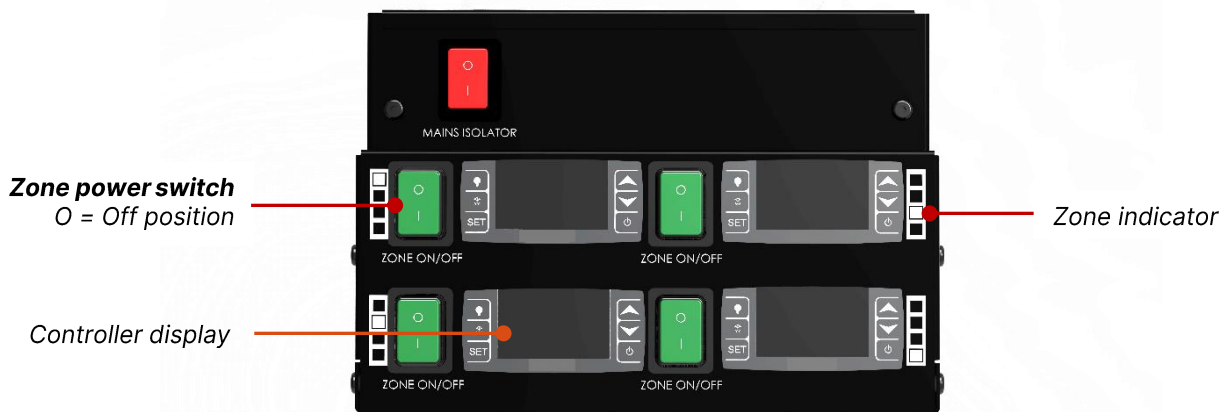 O
I
MAINS ISOLATOR
Zone power switch
O = Off position
O
I
SET
O
I
SET
Zone indicator
ZONE ON/OFF
ZONE ON/OFF
Controller display
O
I
SET
O
I
SET
ZONE ON/OFF
ZONE ON/OFF